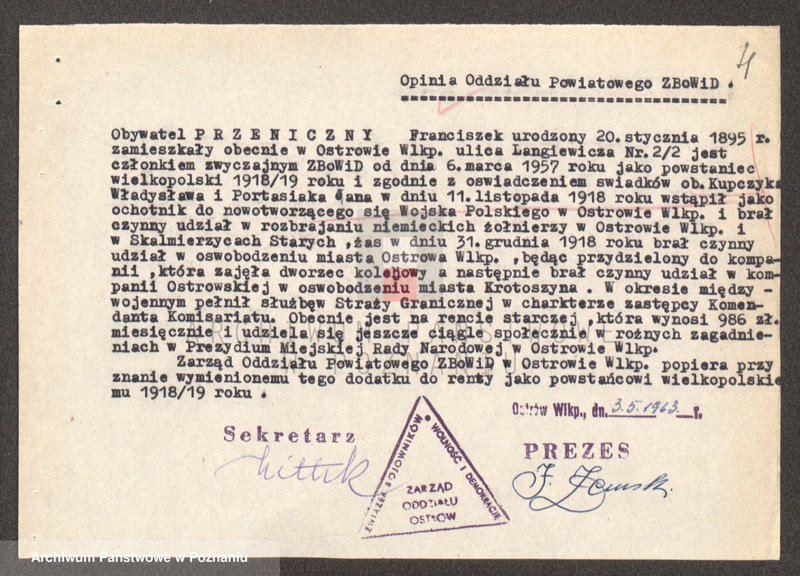 4
Opinia Oddziału Powiatowego ZBoWiD .
Obywatel P R Z E N I C Z N Y Franciszek urodzony 20. stycznia 1895 r.
zamieszkały obecnie w Ostrowie Wlkp. ulica Langiewicza Nr.2/2 jest
członkiem zwyczajnym ZBoWiD od dnia 6.marca 1957 roku jako powstaniec
wielkopolski 1918/19 roku i zgodnie z oswiadczeniem swiadków ob.Kupczyka
Władysława i Portasiaka Jana w dniu 11.listopada 1918 roku wstąpił jako
ochotnik do nowotworzącego się Wojska Polskiego w Ostrowie Wlkp. i brał
czynny udział w rozbrajaniu niemieckich żołnierzy w Ostrowie Wlkp. i
w Skalmierzycach Starych ,żas w dniu 31.grudnia 1918 roku brał czynny
udział w oswobodzeniu miasta Ostrowa Wlkp. ,będąc przydzielony do kompa-
nii ,która zajęła dworzec kolejowy a następnie brał czynny udział w kom-
panii Ostrowskiej w oswobodzeniu miasta Krotoszyna . W okresie między -
wojennym pełnił służbęw Straży Granicznej w charkterze zastępcy Komen-
danta Komisariatu. Obecnie jest na rencie starczej ,która wynosi 986 zł.
miesięcznie i udziela się jeszcze ciągle społecznie w rożnych zagadnie-
niach w Prezydium Miejskiej Rady Narodowej w Ostrowie Wlkp.
Zarząd Oddziału Powiatowego ZBoWiD w Ostrowie Wlkp. popiera przy
znanie wymienionemu tego dodatku do renty jako powstańcowi wielkopolskie
mu 1918/19 roku .
Ostrów Wlkp., dn. 3.5.1963 r.
Sekretarz
PREZES
ZWIĄZEK BOJOWNIKÓW • WOLNOŚĆ I DEMOKRACJĘ
ZARZĄD
ODDZIAŁU
OSTRÓW
Archiwum Państwowe w Poznaniu